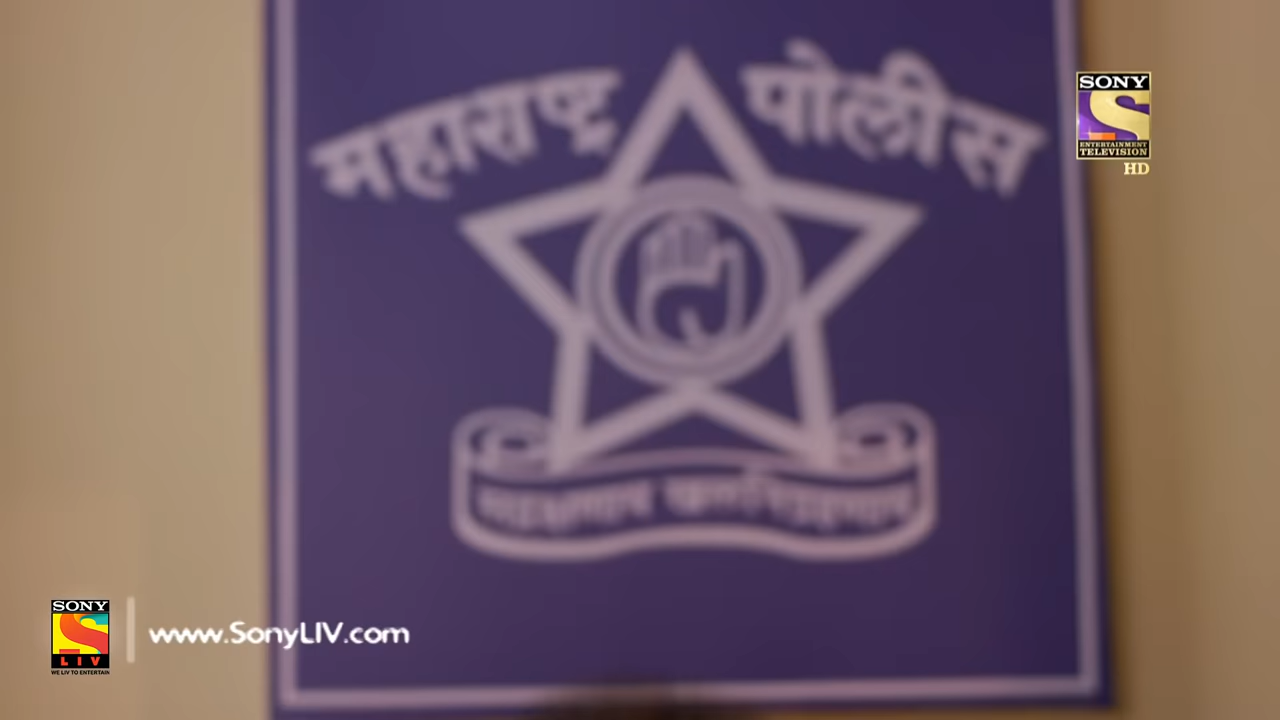 महाराष्ट्र पोलीस
SONY
ENTERTAINMENT
TELEVISION
HD
SONY
LIV
WE LIV TO ENTERTAIN
www.SonyLIV.com